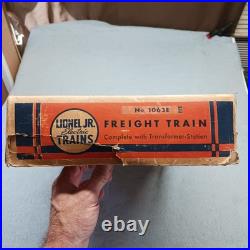 No. 1063E E
LIONEL JR.
Electric
TRAINS
FREIGHT TRAIN
Complete with Transformer-Station